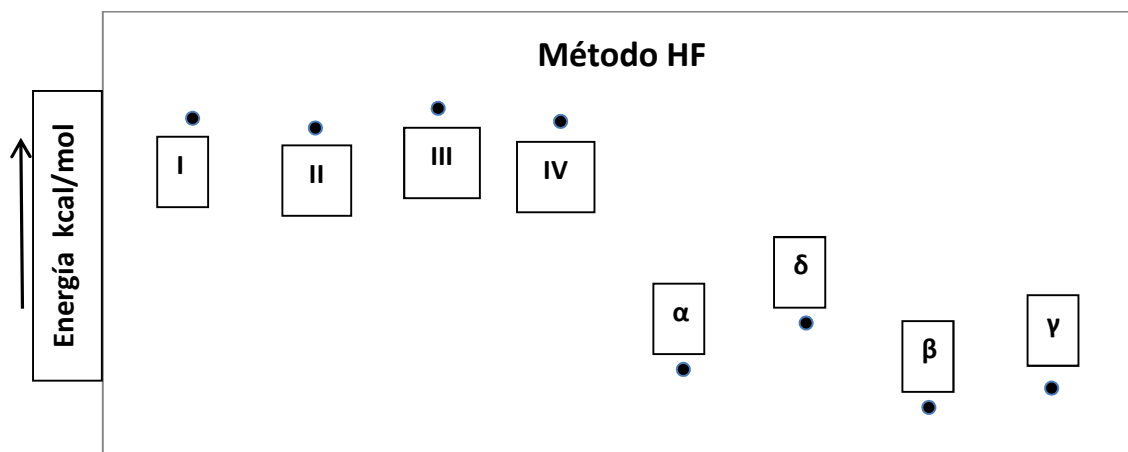 Método HF
Energía kcal/mol
I
II
III
IV
α
δ
β
γ